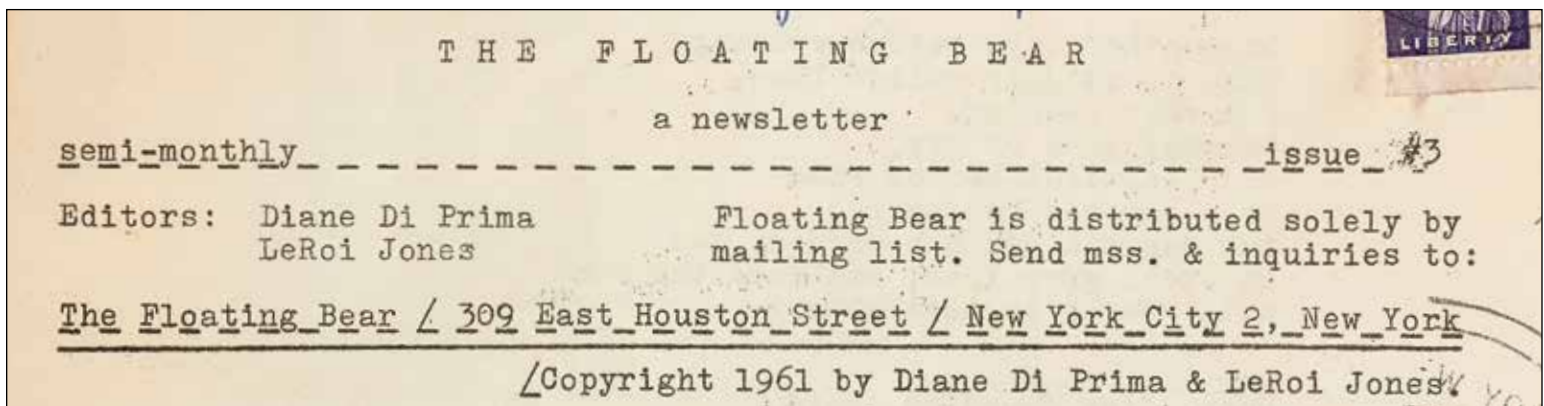 LIBERTY
THE FLOATING BEAR
a newsletter
semi-monthly issue #3
Editors: Diane Di Prima
LeRoi Jones
Floating Bear is distributed solely by
mailing list. Send mss. & inquiries to:
The Floating Bear / 309 East Houston Street / New York City 2, New York
/Copyright 1961 by Diane Di Prima & LeRoi Jones.